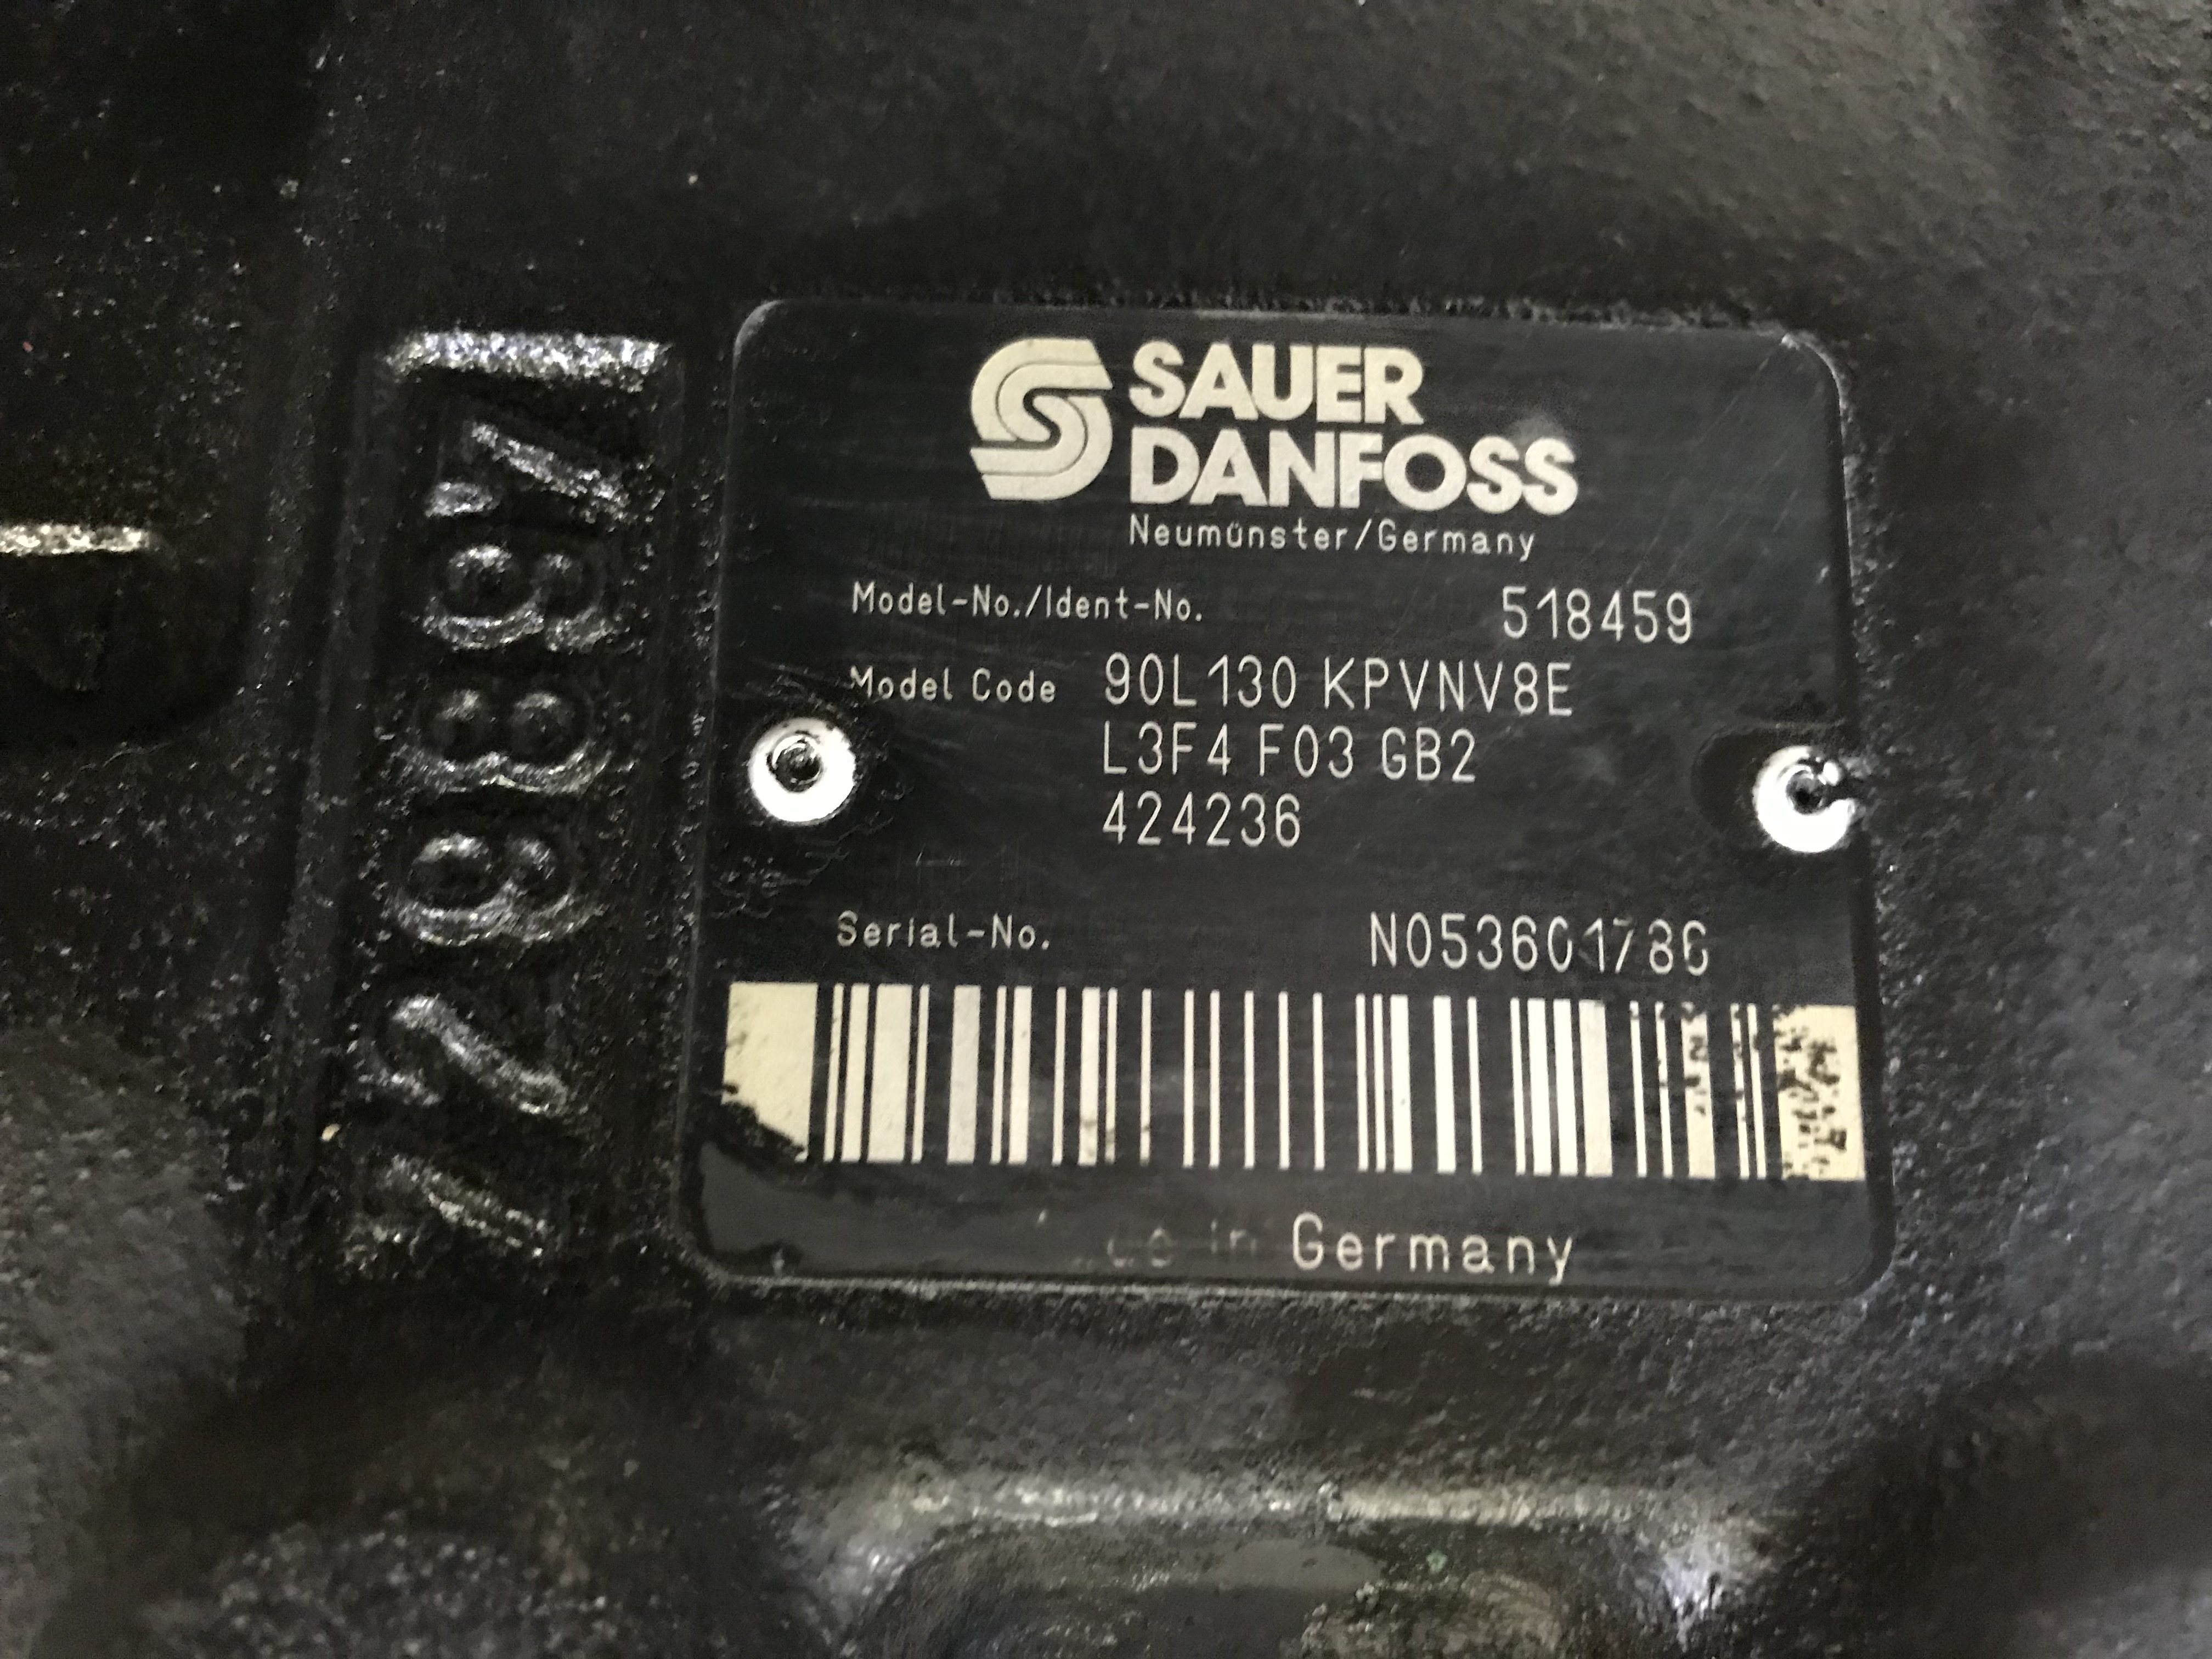 SAUER
DANFOSS
Neumünster/Germany
Model-No./Ident-No. 518459
Model Code 90L130 KPVNV8E
L3F4 F03 GB2
424236
Serial-No.
in Germany